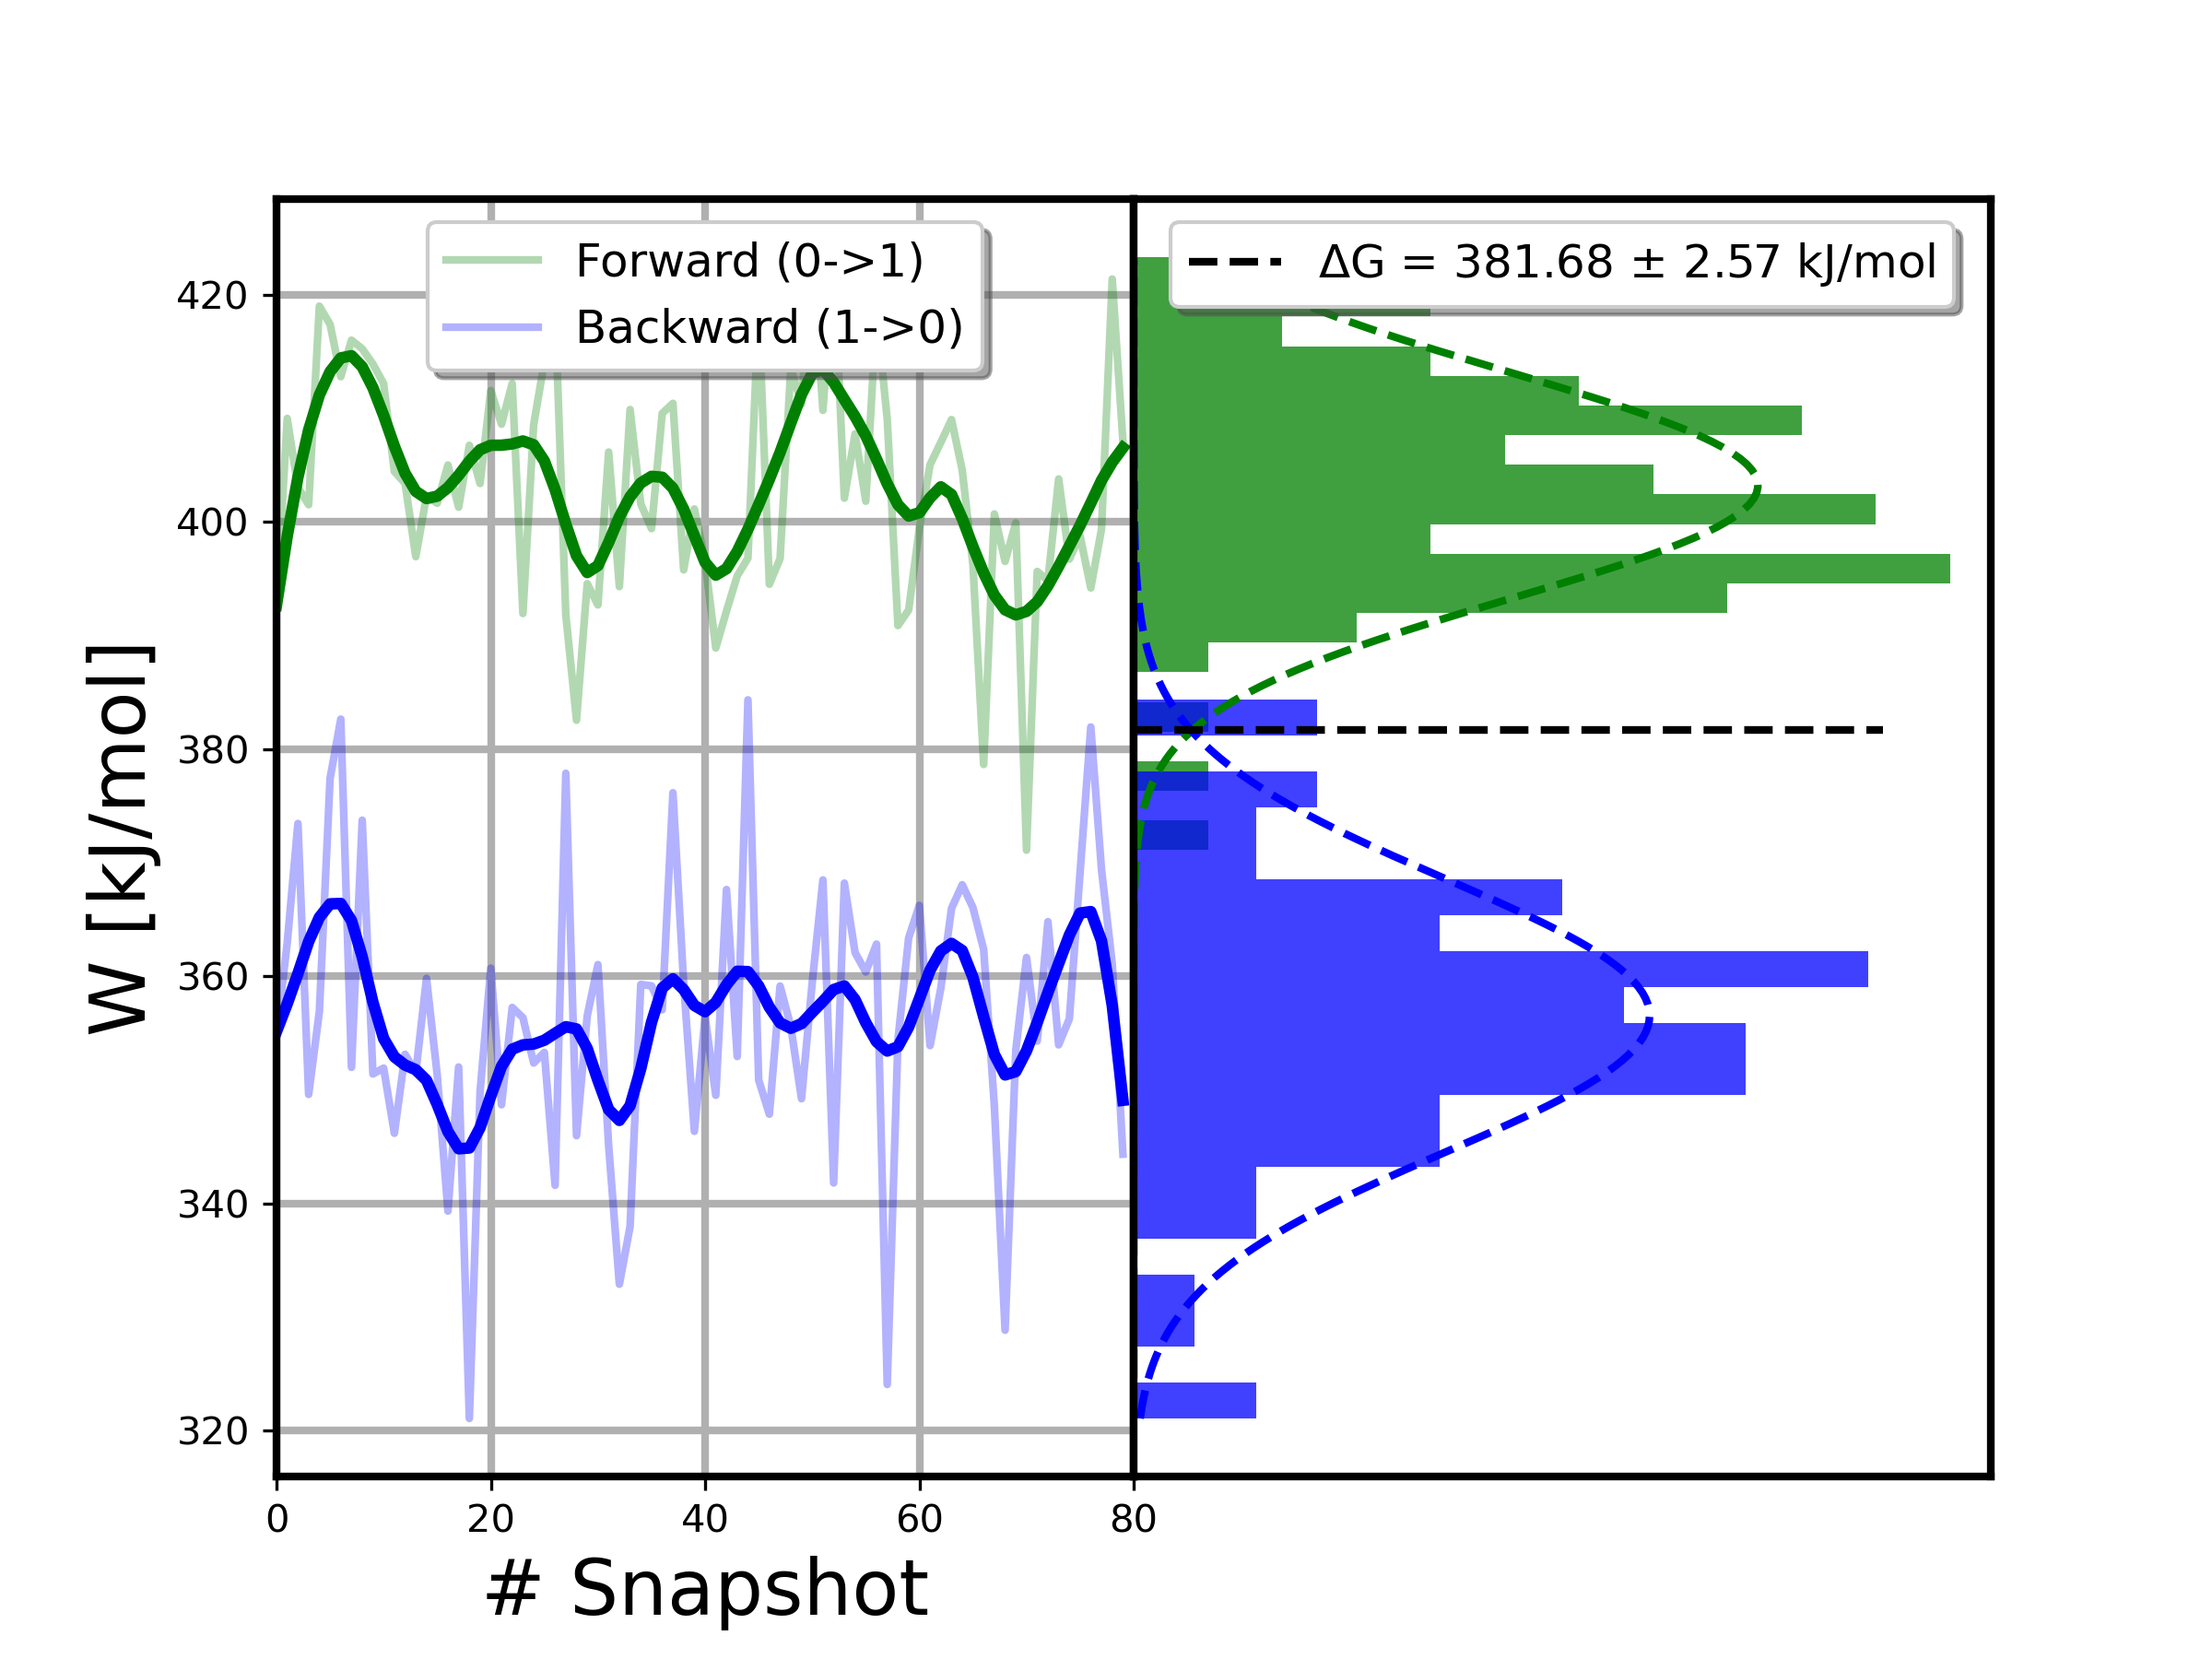 Forward (0->1)
Backward (1->0)
ΔG = 381.68 ± 2.57 kJ/mol
W [kJ/mol]
420
400
380
360
340
320
0 20 40 60 80
# Snapshot